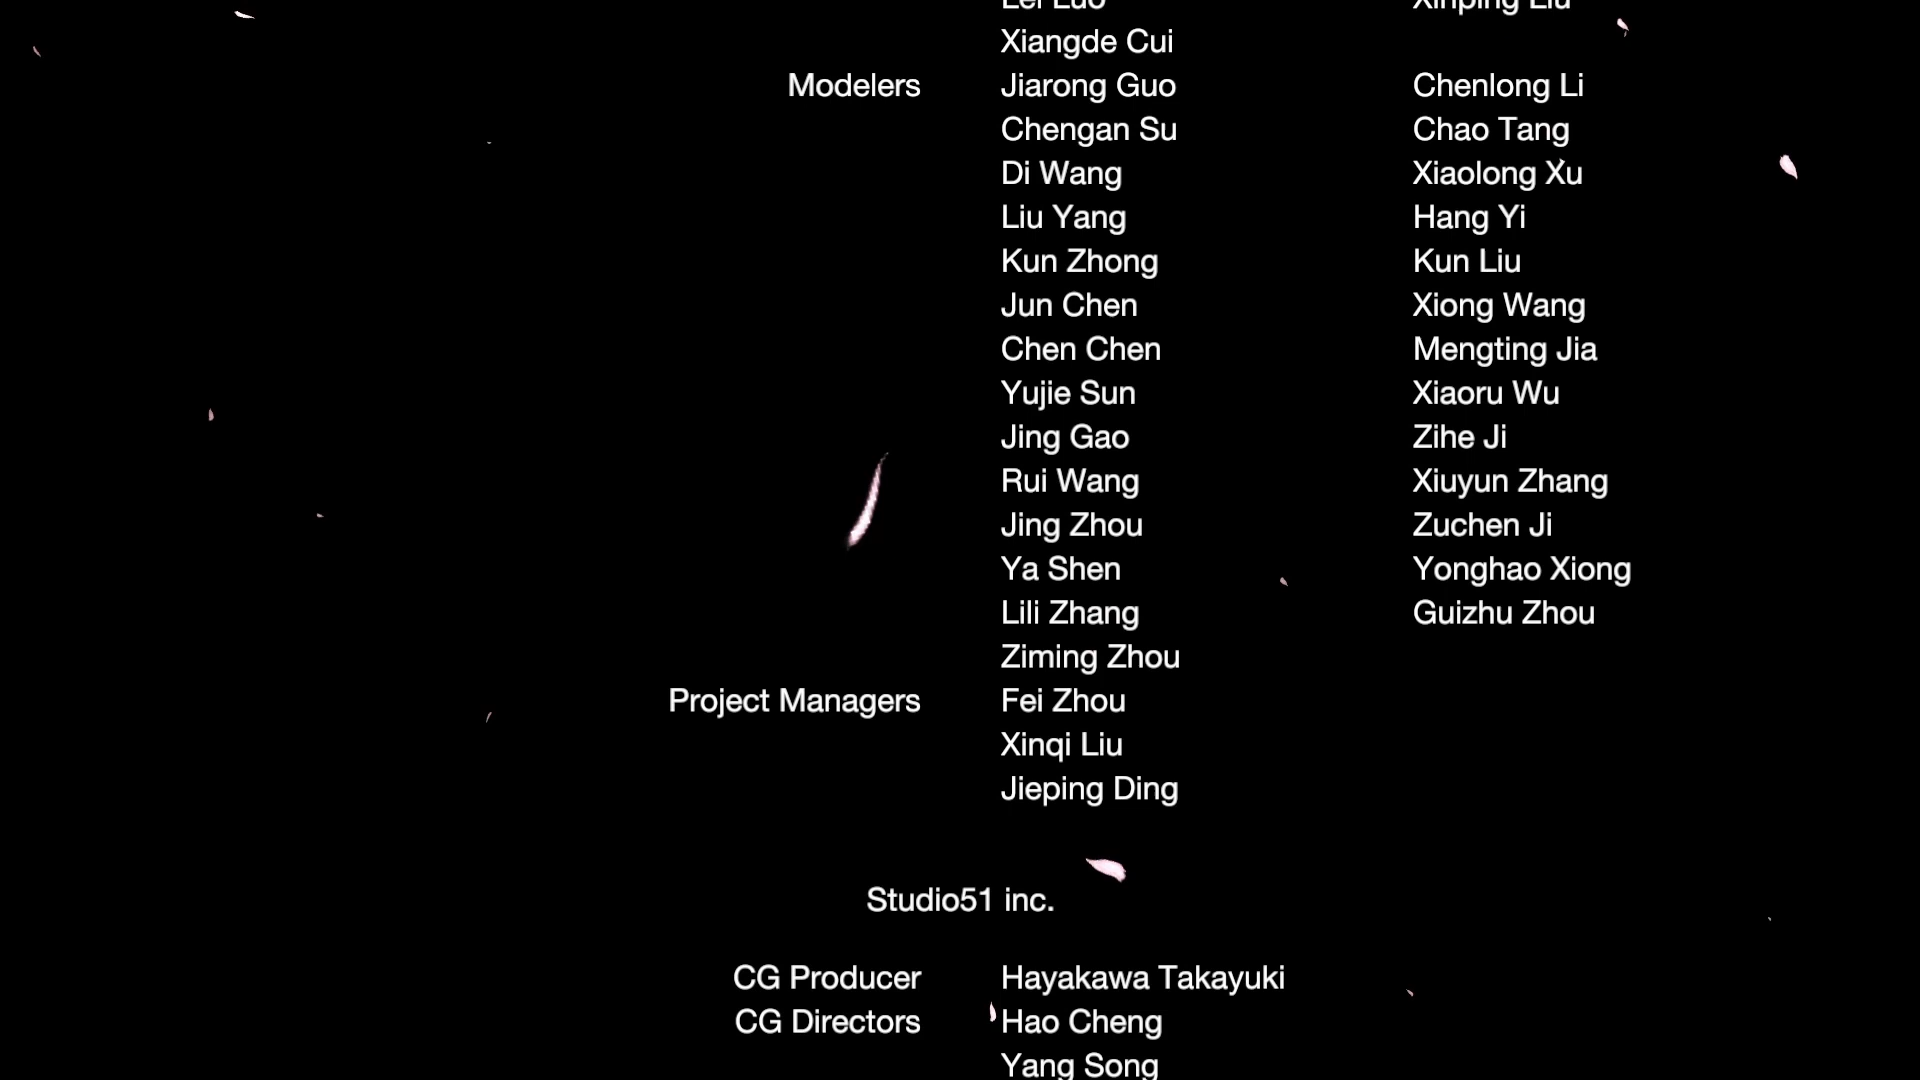 Lei Luo Xinping Liu
Xiangde Cui
Modelers Jiarong Guo Chenlong Li
Chengan Su Chao Tang
Di Wang Xiaolong Xu
Liu Yang Hang Yi
Kun Zhong Kun Liu
Jun Chen Xiong Wang
Chen Chen Mengting Jia
Yujie Sun Xiaoru Wu
Jing Gao Zihe Ji
Rui Wang Xiuyun Zhang
Jing Zhou Zuchen Ji
Ya Shen Yonghao Xiong
Lili Zhang Guizhu Zhou
Ziming Zhou
Project Managers Fei Zhou
Xinqi Liu
Jieping Ding
Studio51 inc.
CG Producer Hayakawa Takayuki
CG Directors Hao Cheng
Yang Song